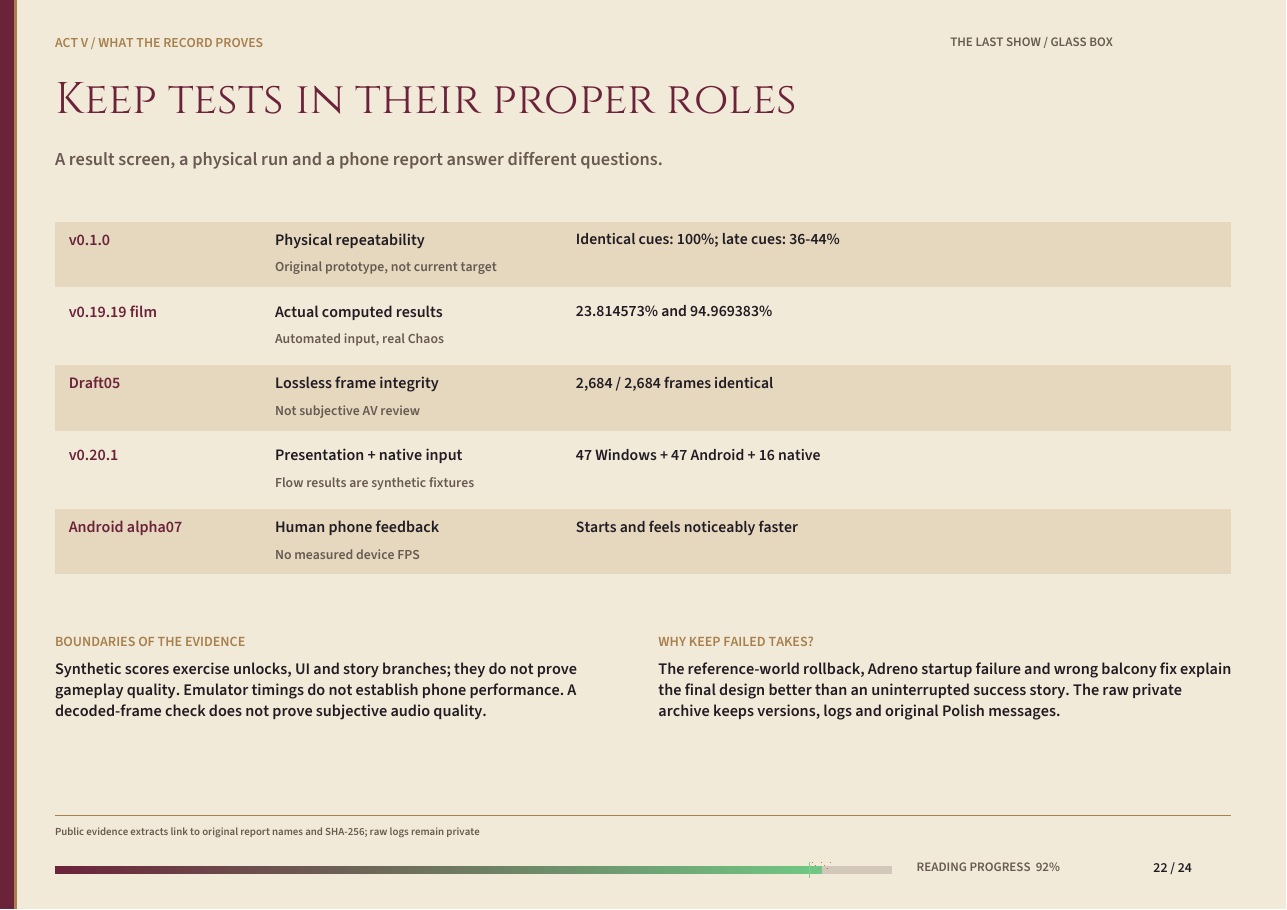 ACT V / WHAT THE RECORD PROVES
THE LAST SHOW / GLASS BOX
Keep tests in their proper roles
A result screen, a physical run and a phone report answer different questions.
v0.1.0
Physical repeatability
Identical cues: 100%; late cues: 36-44%
Original prototype, not current target
v0.19.19 film
Actual computed results
23.814573% and 94.969383%
Automated input, real Chaos
Draft05
Lossless frame integrity
2,684 / 2,684 frames identical
Not subjective AV review
v0.20.1
Presentation + native input
47 Windows + 47 Android + 16 native
Flow results are synthetic fixtures
Android alpha07
Human phone feedback
Starts and feels noticeably faster
No measured device FPS
BOUNDARIES OF THE EVIDENCE
Synthetic scores exercise unlocks, UI and story branches; they do not prove
gameplay quality. Emulator timings do not establish phone performance. A
decoded-frame check does not prove subjective audio quality.
WHY KEEP FAILED TAKES?
The reference-world rollback, Adreno startup failure and wrong balcony fix explain
the final design better than an uninterrupted success story. The raw private
archive keeps versions, logs and original Polish messages.
Public evidence extracts link to original report names and SHA-256; raw logs remain private
READING PROGRESS 92%
22 / 24